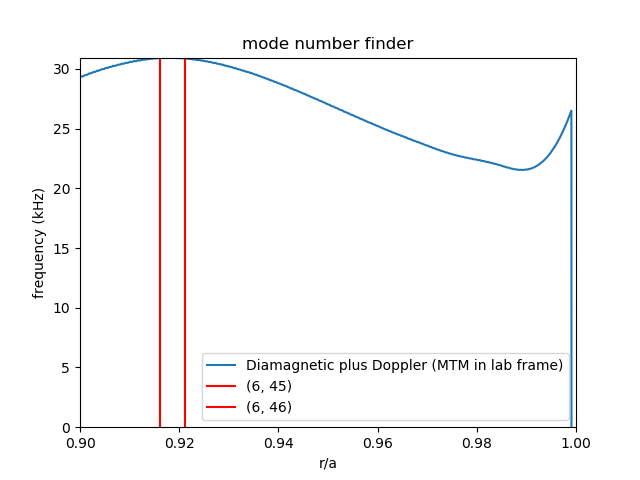 mode number finder
frequency (kHz)
30
25
20
15
10
5
0
Diamagnetic plus Doppler (MTM in lab frame)
(6, 45)
(6, 46)
0.90 0.92 0.94 0.96 0.98 1.00
r/a